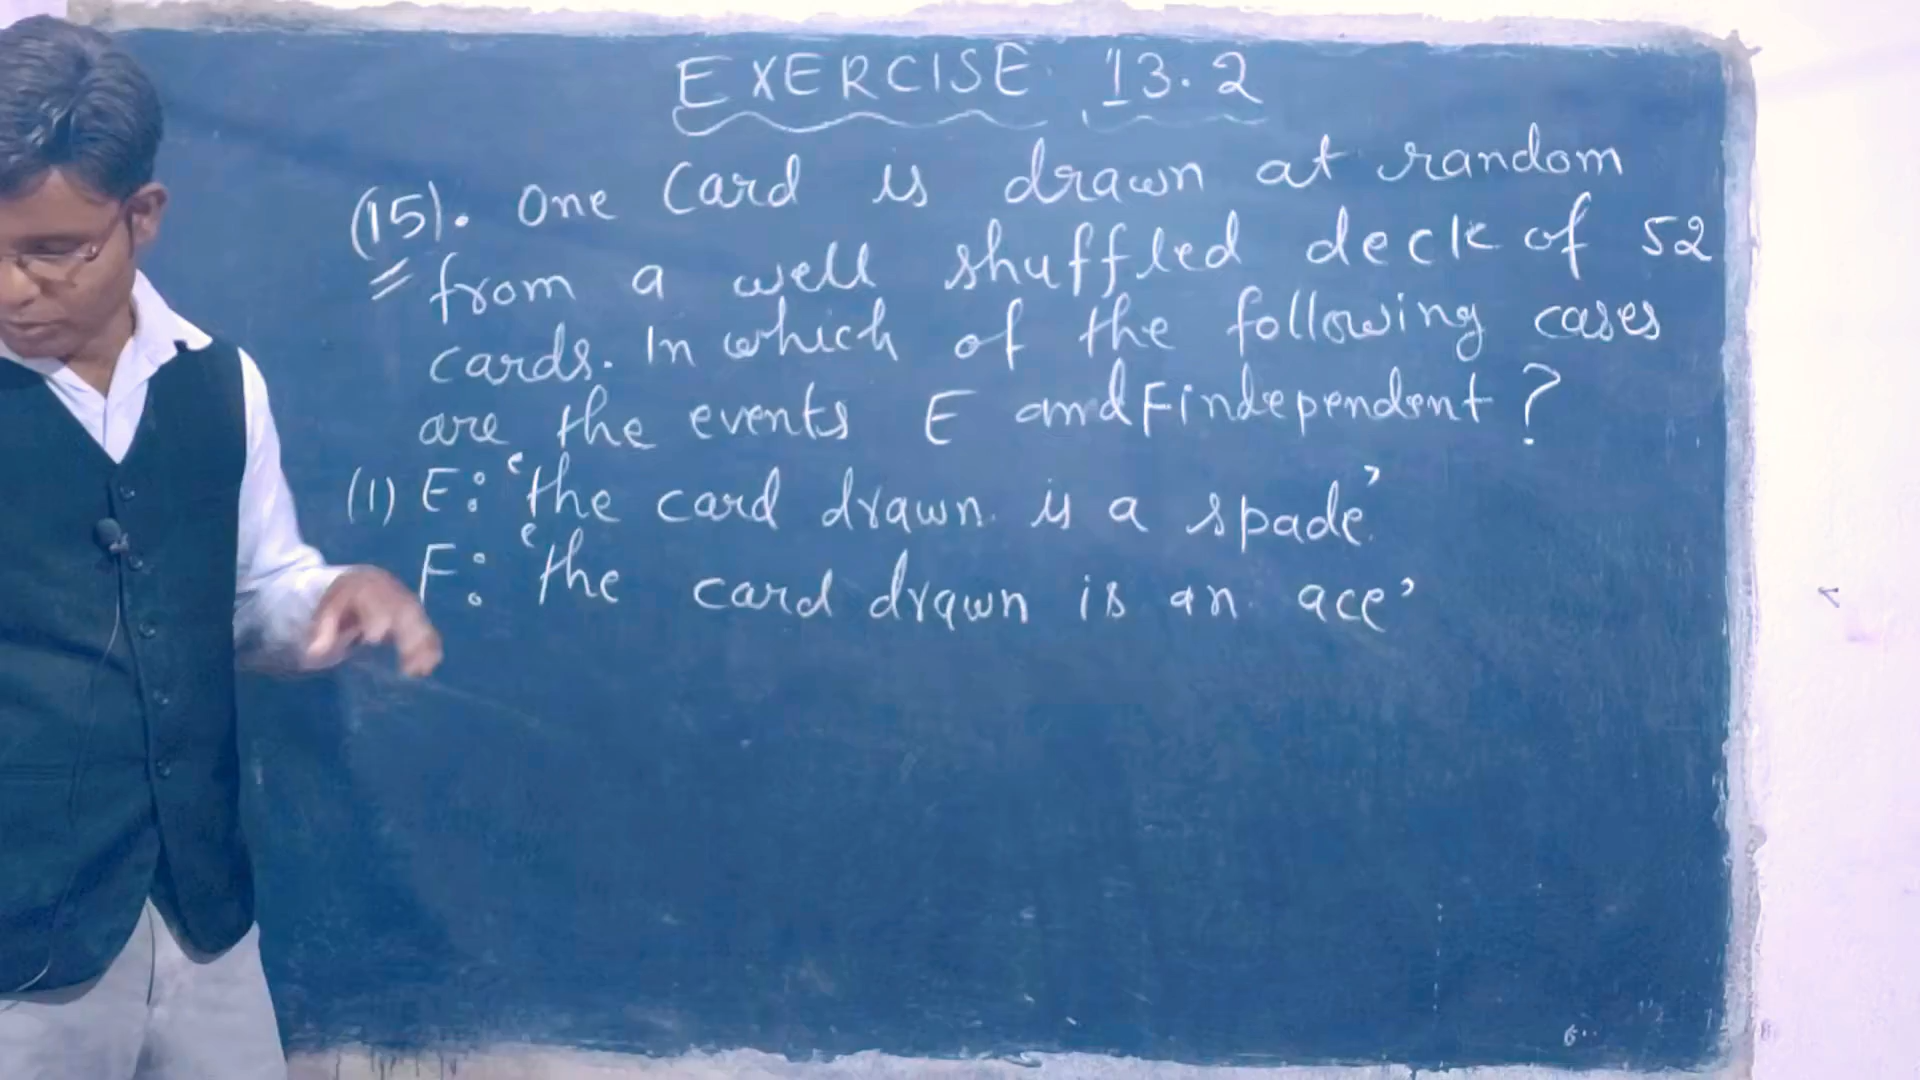 EXERCISE 13.2
(15). One Card is drawn at random
from a well shuffled deck of 52
cards. In which of the following cases
are the events E and F independent?
(1) E: 'the card drawn is a spade'
F: 'the card drawn is an ace'